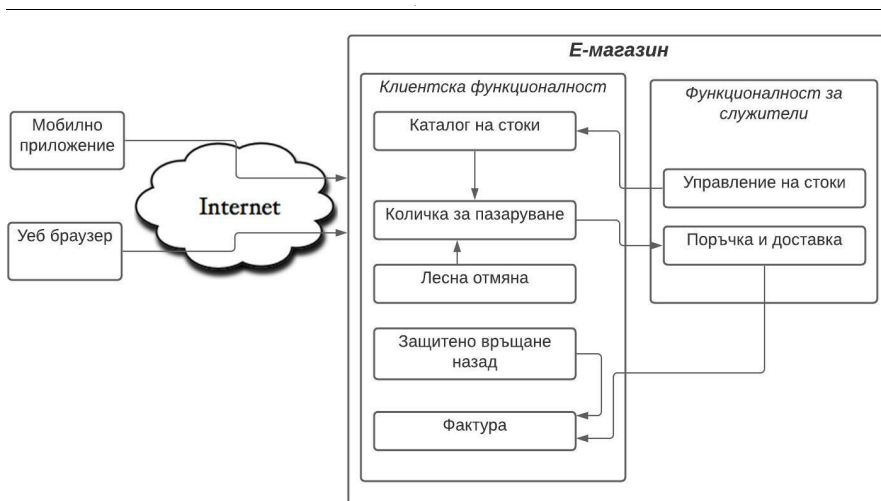 Е-магазин
Клиентска функционалност
Функционалност за
служители
Мобилно
приложение
Каталог на стоки
Управление на стоки
Internet
Количка за пазаруване
Уеб браузер
Поръчка и доставка
Лесна отмяна
Защитено връщане
назад
Фактура